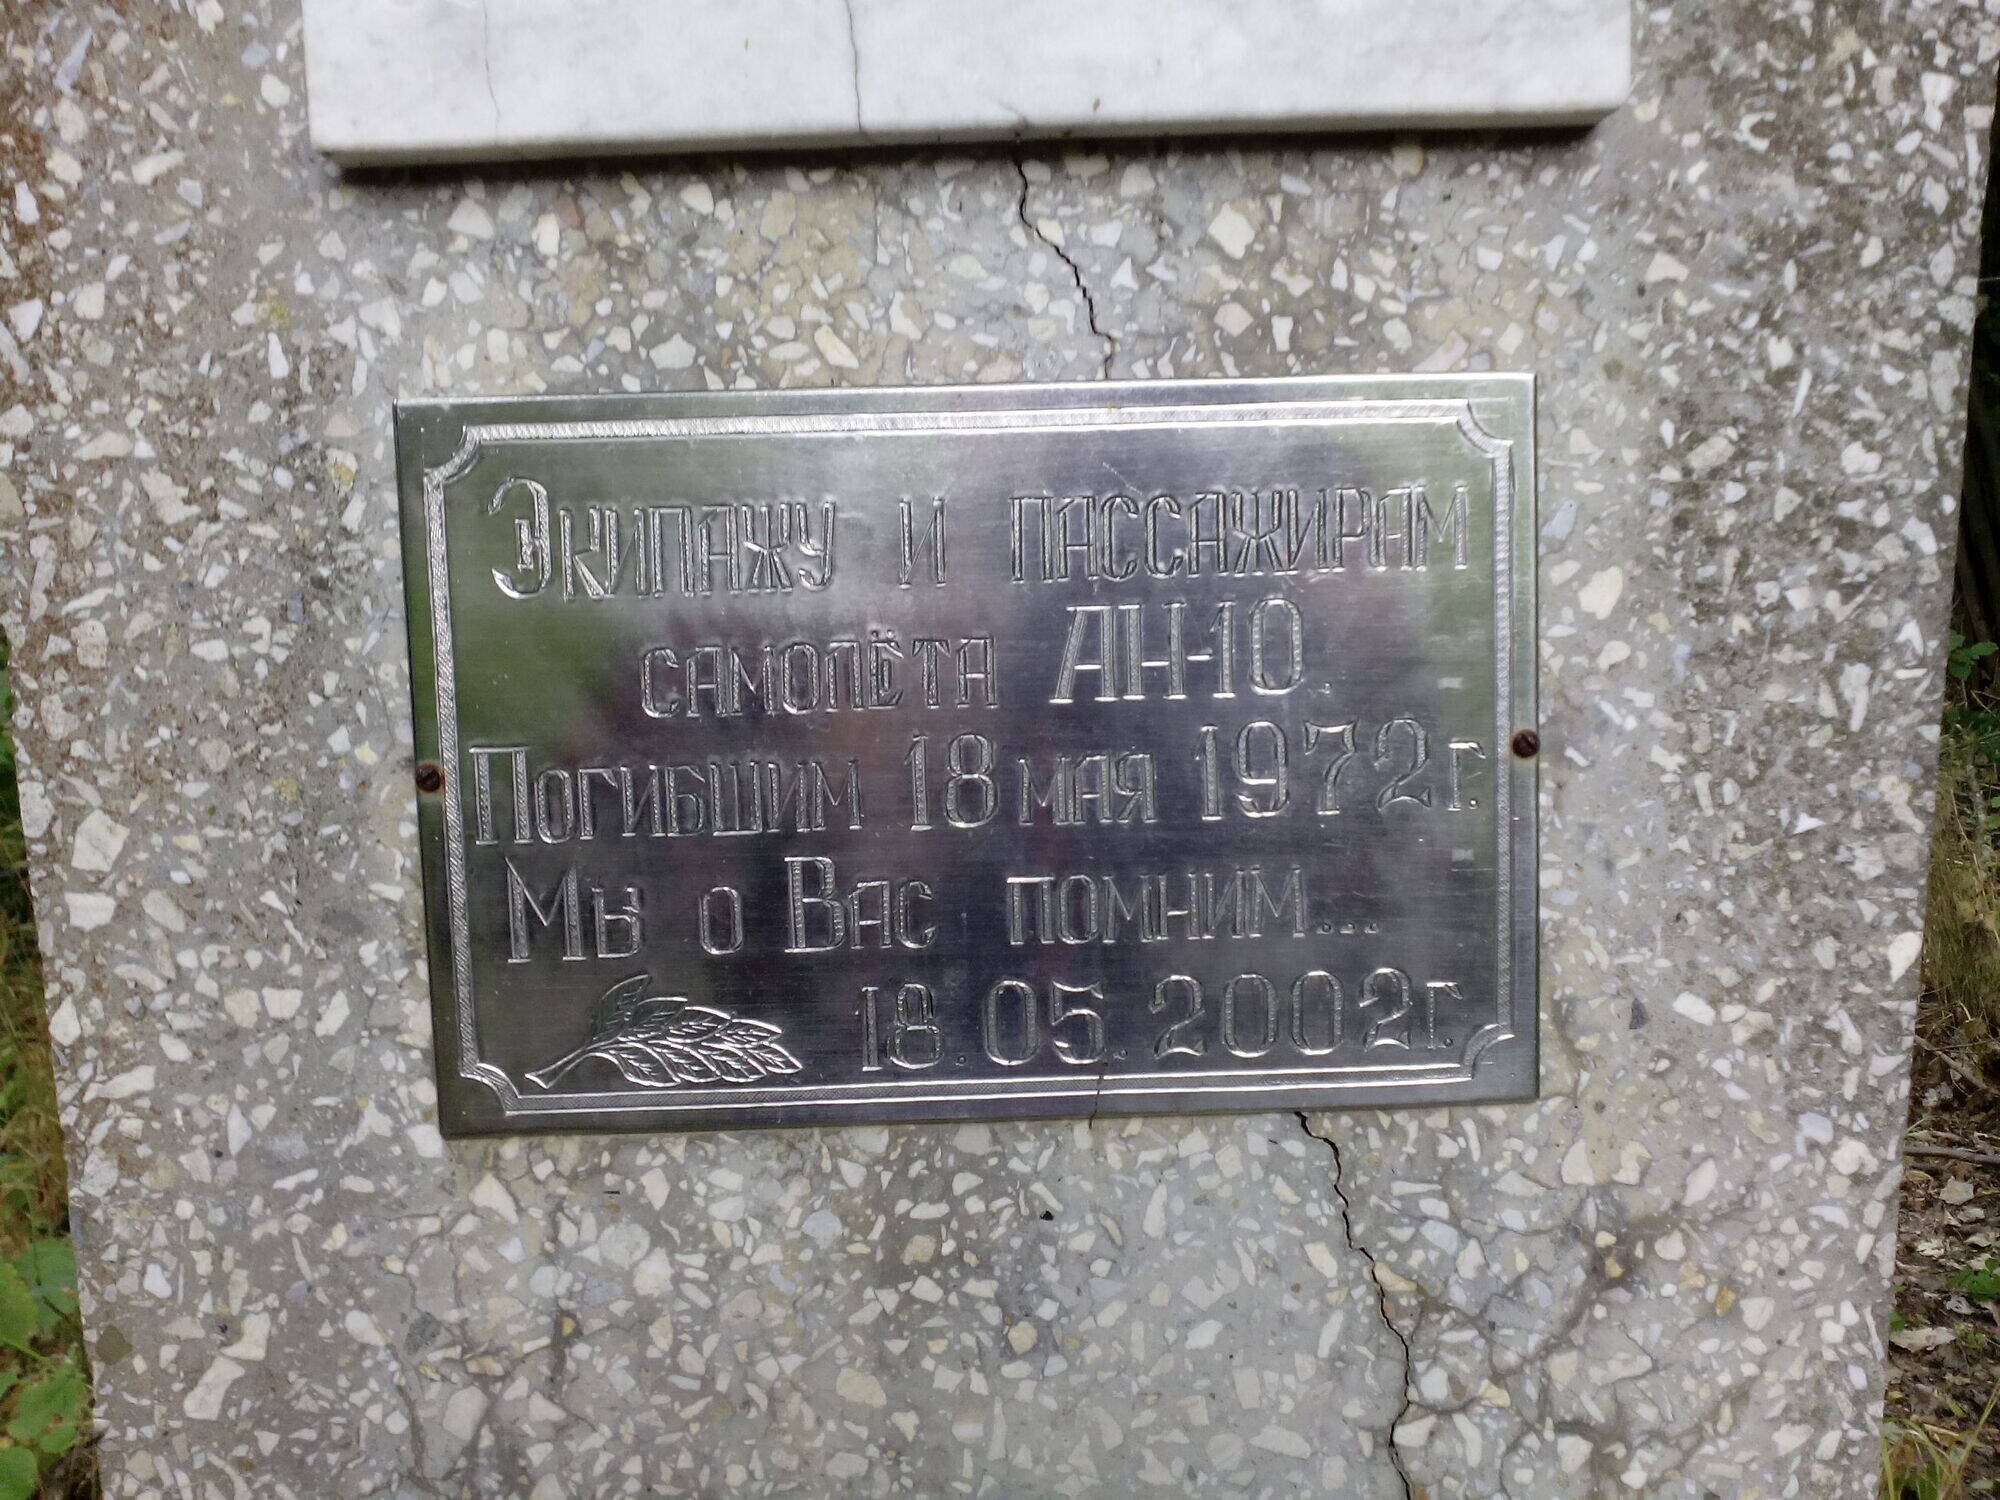 Экипажу и пассажирам
самолёта АН-10.
Погибшим 18 мая 1972 г.
Мы о Вас помним...
18.05.2002 г.